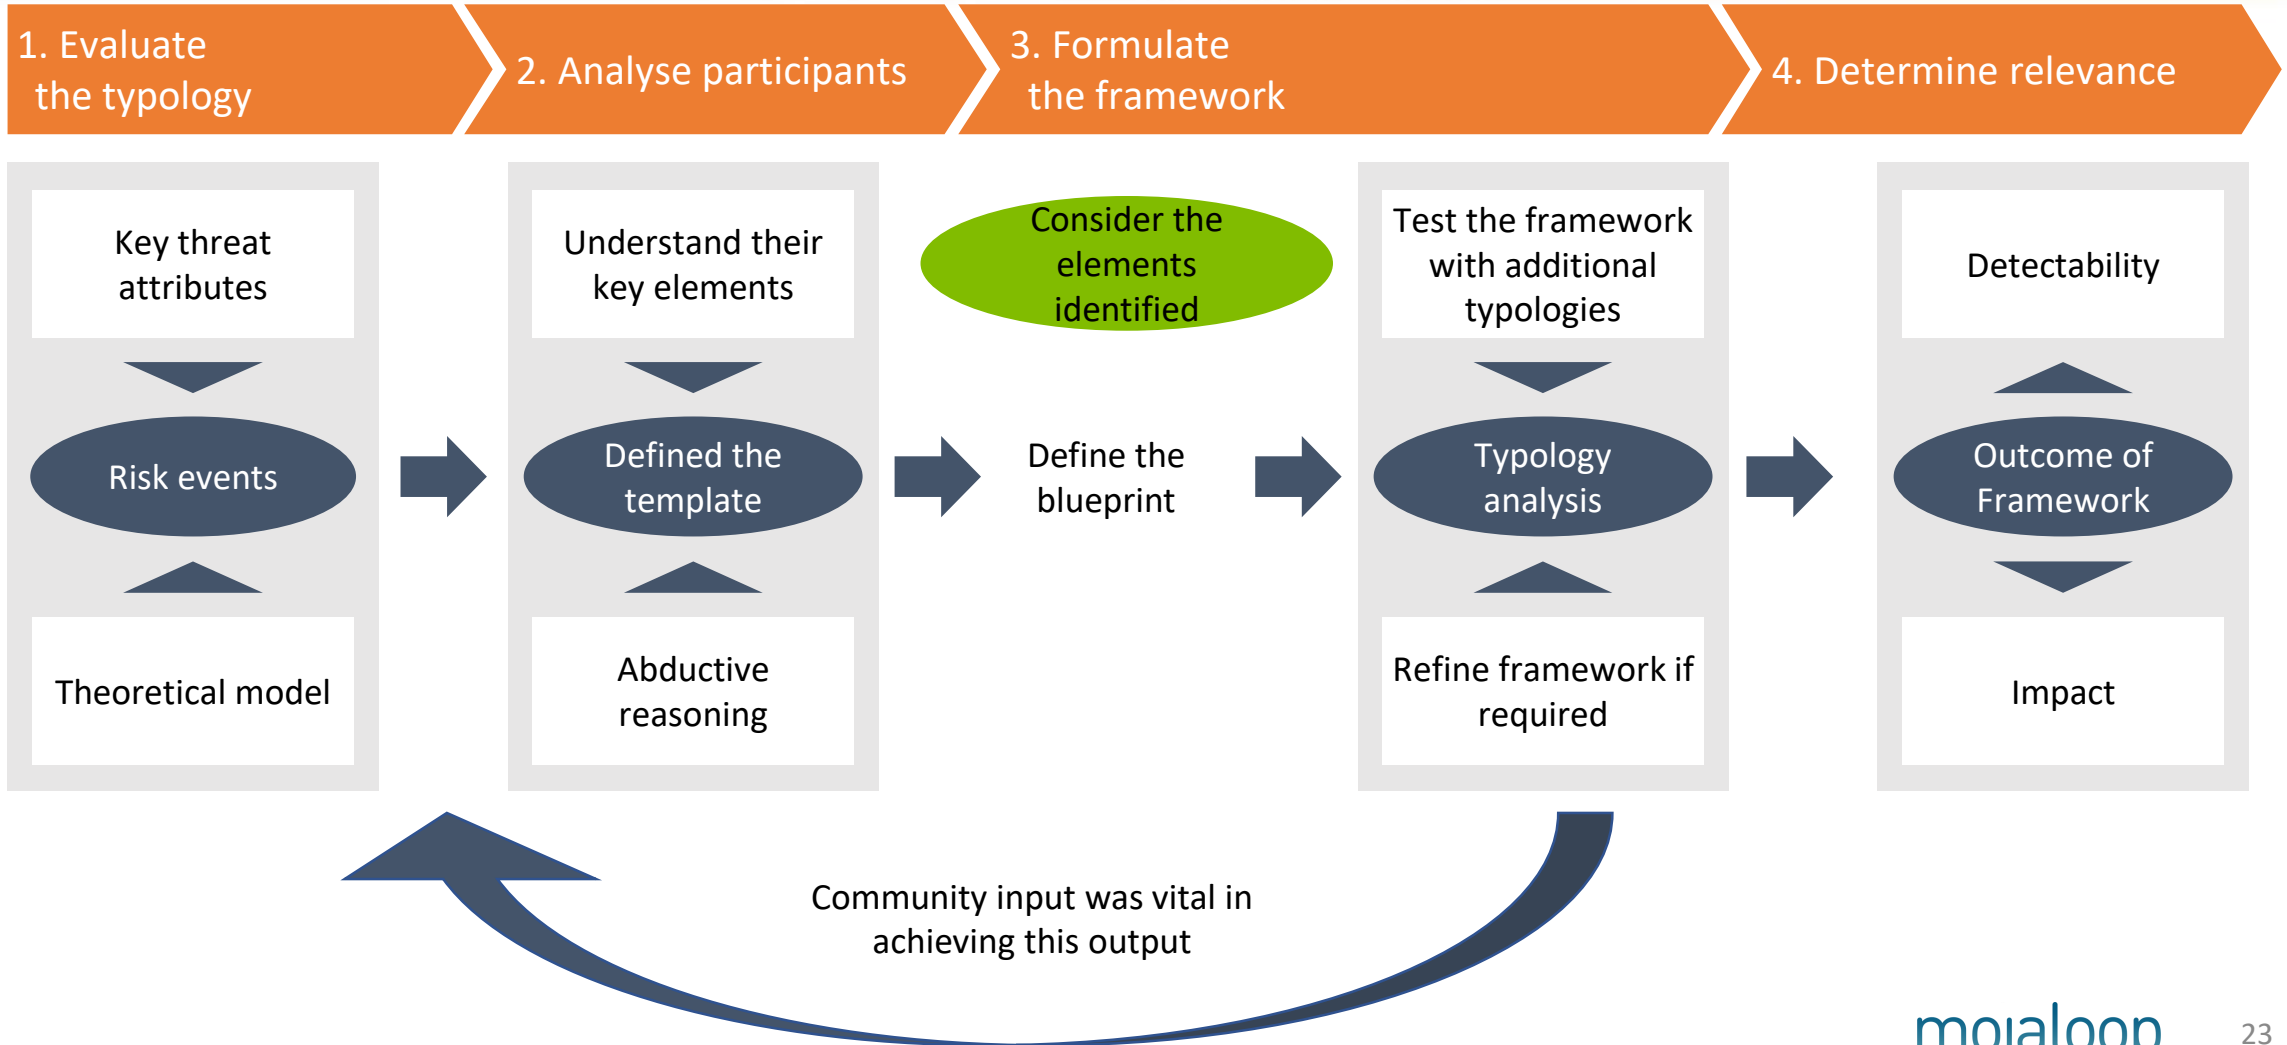 1. Evaluate
the typology
2. Analyse participants
3. Formulate
the framework
4. Determine relevance
Key threat
attributes
Risk events
Theoretical model
Understand their
key elements
Defined the
template
Abductive
reasoning
Consider the
elements
identified
Define the
blueprint
Test the framework
with additional
typologies
Typology
analysis
Refine framework if
required
Detectability
Outcome of
Framework
Impact
Community input was vital in
achieving this output
mojaloop
23